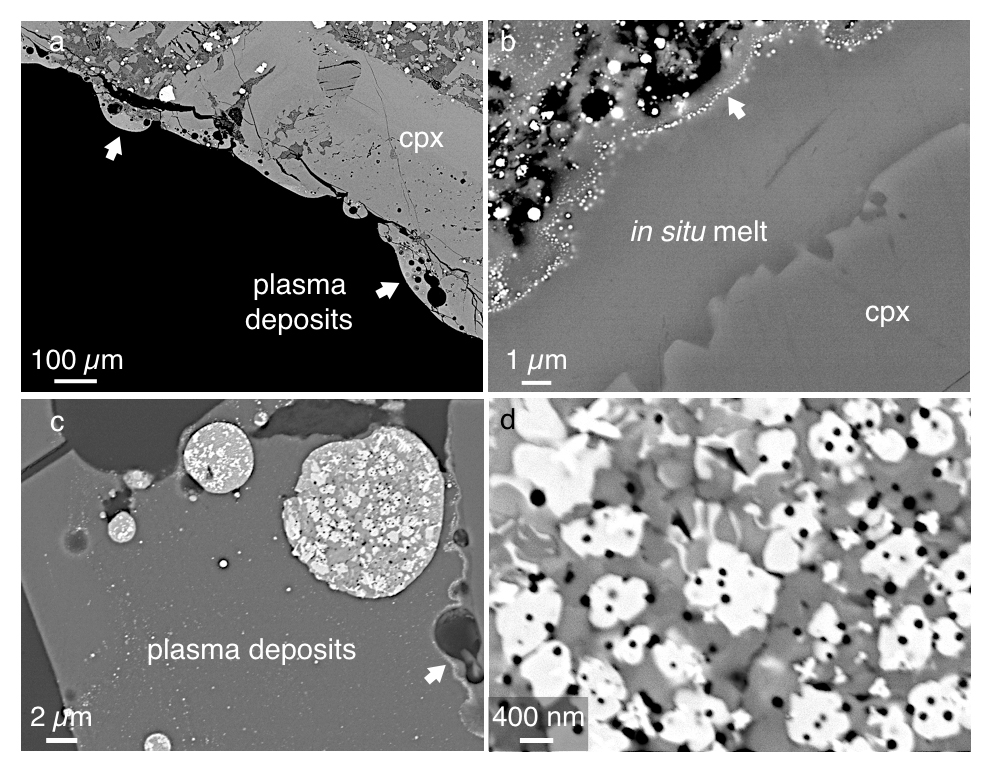 a
cpx
plasma
deposits
100 µm
b
in situ melt
cpx
1 µm
c
plasma deposits
2 µm
d
400 nm